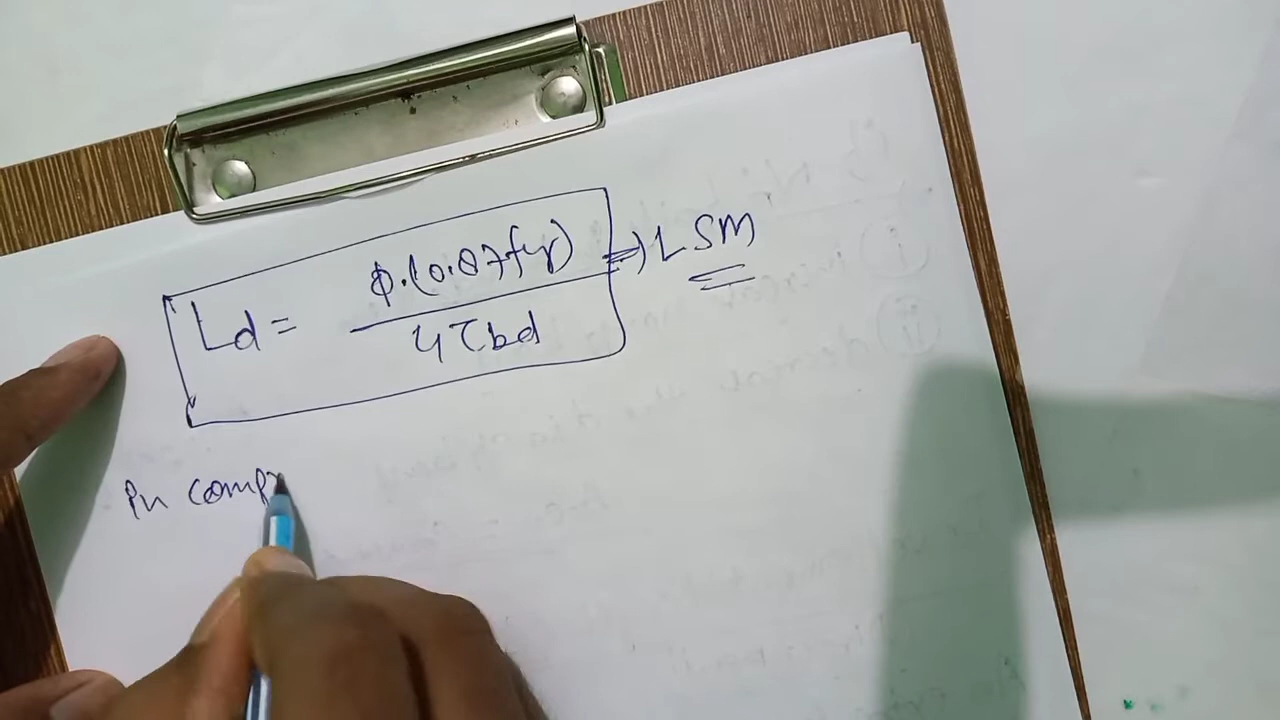 Ld = ϕ.(0.87fy) / 4τbd ⇒ LSM
In comp